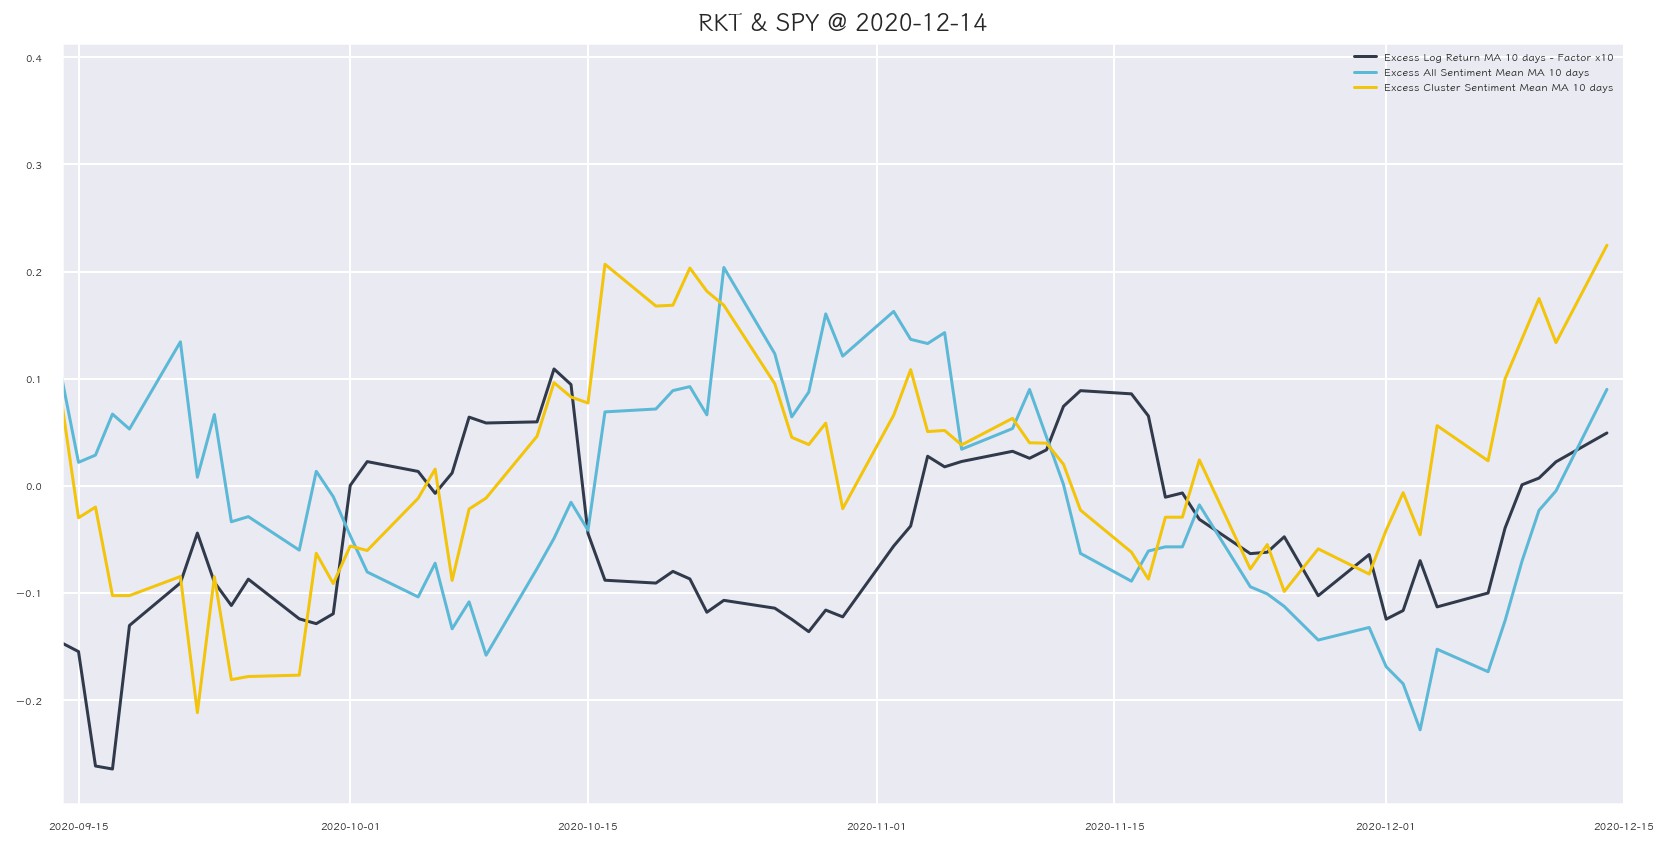 RKT & SPY @ 2020-12-14
Excess Log Return MA 10 days - Factor x10
Excess All Sentiment Mean MA 10 days
Excess Cluster Sentiment Mean MA 10 days
0.4
0.3
0.2
0.1
0.0
−0.1
−0.2
2020-09-15 2020-10-01 2020-10-15 2020-11-01 2020-11-15 2020-12-01 2020-12-15